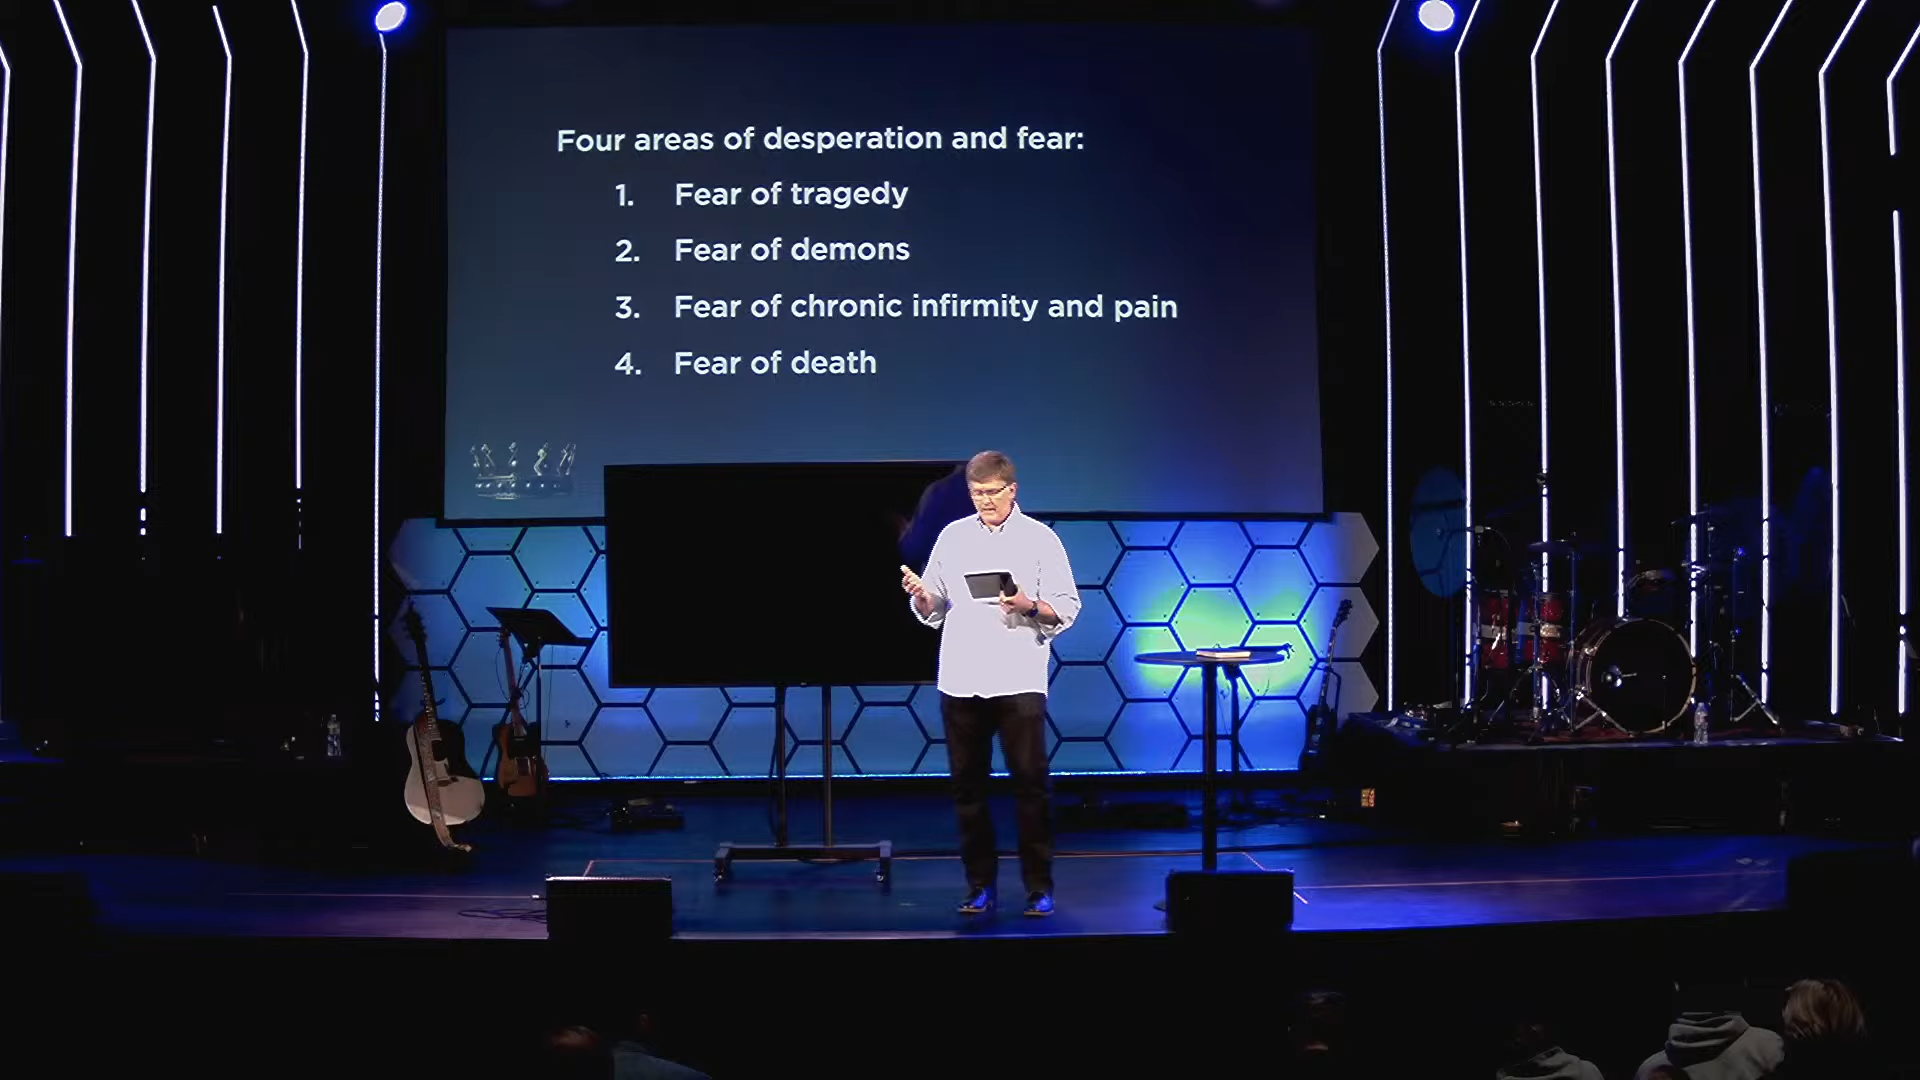 Four areas of desperation and fear:
1. Fear of tragedy
2. Fear of demons
3. Fear of chronic infirmity and pain
4. Fear of death